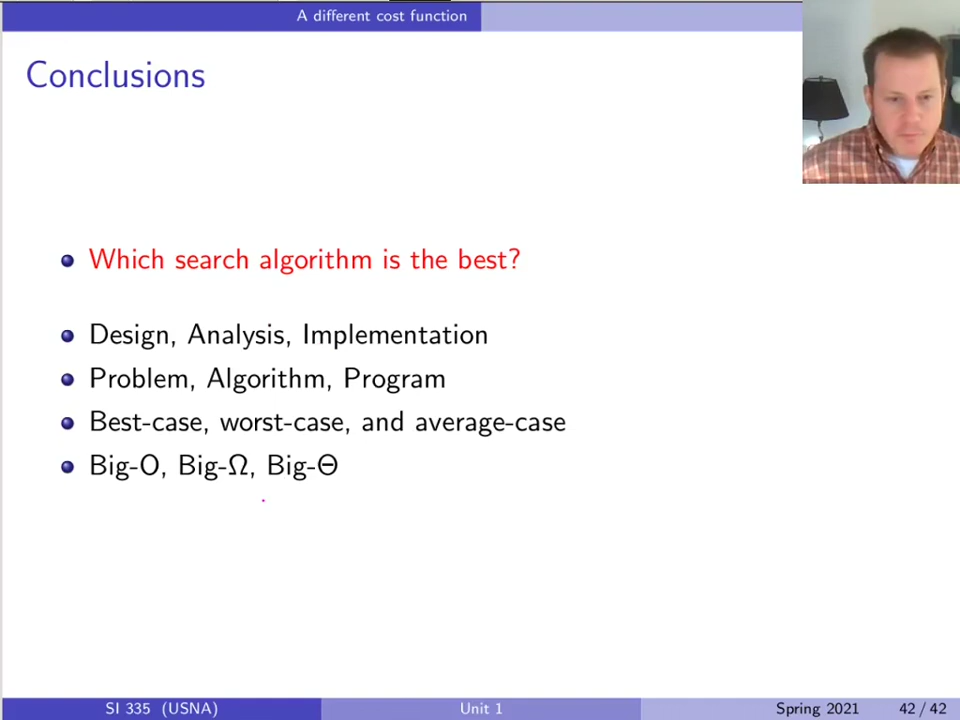 A different cost function
Conclusions
Which search algorithm is the best?
Design, Analysis, Implementation
Problem, Algorithm, Program
Best-case, worst-case, and average-case
Big-O, Big-Ω, Big-Θ
SI 335 (USNA) Unit 1 Spring 2021 42 / 42